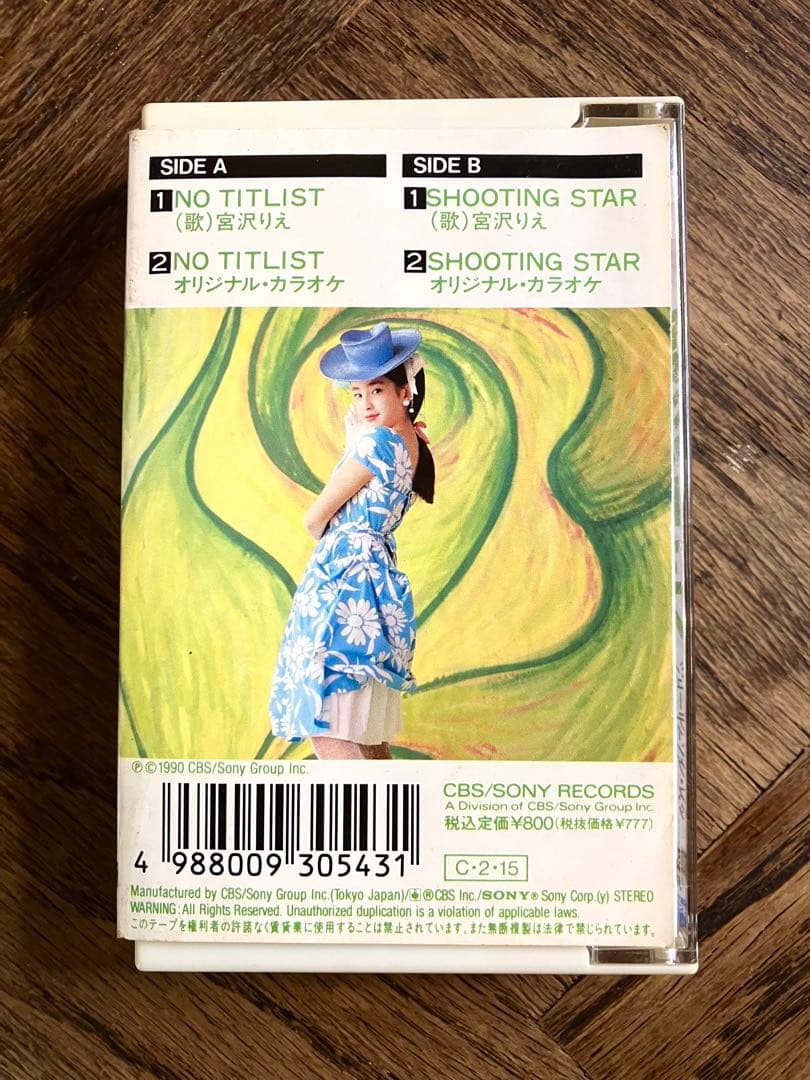 SIDE A
1 NO TITLIST
(歌)宮沢りえ
2 NO TITLIST
オリジナル・カラオケ
SIDE B
1 SHOOTING STAR
(歌)宮沢りえ
2 SHOOTING STAR
オリジナル・カラオケ
Ⓟ©1990 CBS/Sony Group Inc.
4 988009 305431
CBS/SONY RECORDS
A Division of CBS/Sony Group Inc.
税込定価¥800(税抜価格¥777)
C・2・15
Manufactured by CBS/Sony Group Inc.(Tokyo Japan)/®CBS Inc./SONY® Sony Corp.(y) STEREO
WARNING: All Rights Reserved. Unauthorized duplication is a violation of applicable laws.
このテープを権利者の許諾なく賃貸業に使用することは禁止されています。また無断複製は法律で禁じられています。